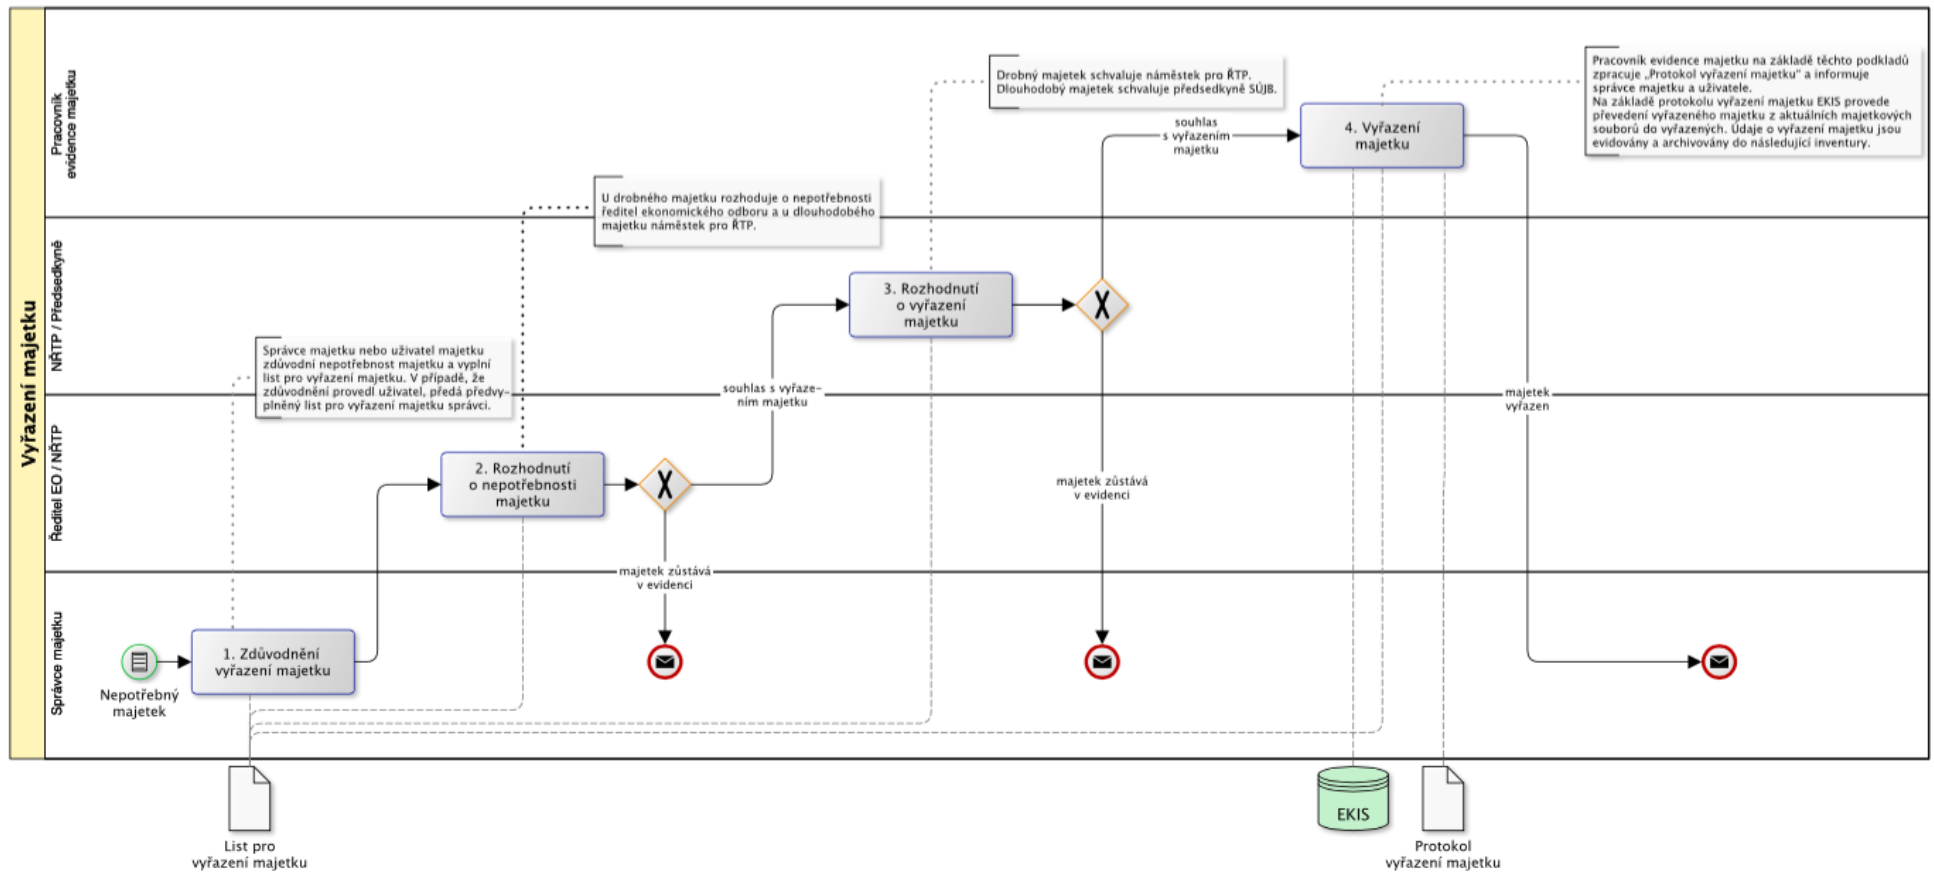 Vyřazení majetku
Pracovník
evidence majetku
NŘTP / Předsedkyně
Ředitel EO / NŘTP
Správce majetku
Pracovník evidence majetku na základě těchto podkladů
zpracuje „Protokol vyřazení majetku" a informuje
správce majetku a uživatele.
Na základě protokolu vyřazení majetku EKIS provede
převedení vyřazeného majetku z aktuálních majetkových
souborů do vyřazených. Údaje o vyřazení majetku jsou
evidovány a archivovány do následující inventury.
Drobný majetek schvaluje náměstek pro ŘTP.
Dlouhodobý majetek schvaluje předsedkyně SÚJB.
souhlas
s vyřazením
majetku
4. Vyřazení
majetku
U drobného majetku rozhoduje o nepotřebnosti
ředitel ekonomického odboru a u dlouhodobého
majetku náměstek pro ŘTP.
3. Rozhodnutí
o vyřazení
majetku
Správce majetku nebo uživatel majetku
zdůvodní nepotřebnost majetku a vyplní
list pro vyřazení majetku. V případě, že
zdůvodnění provedl uživatel, předá předvy-
plněný list pro vyřazení majetku správci.
souhlas s vyřaze-
ním majetku
majetek
vyřazen
2. Rozhodnutí
o nepotřebnosti
majetku
majetek zůstává
v evidenci
majetek zůstává
v evidenci
1. Zdůvodnění
vyřazení majetku
Nepotřebný
majetek
EKIS
List pro
vyřazení majetku
Protokol
vyřazení majetku